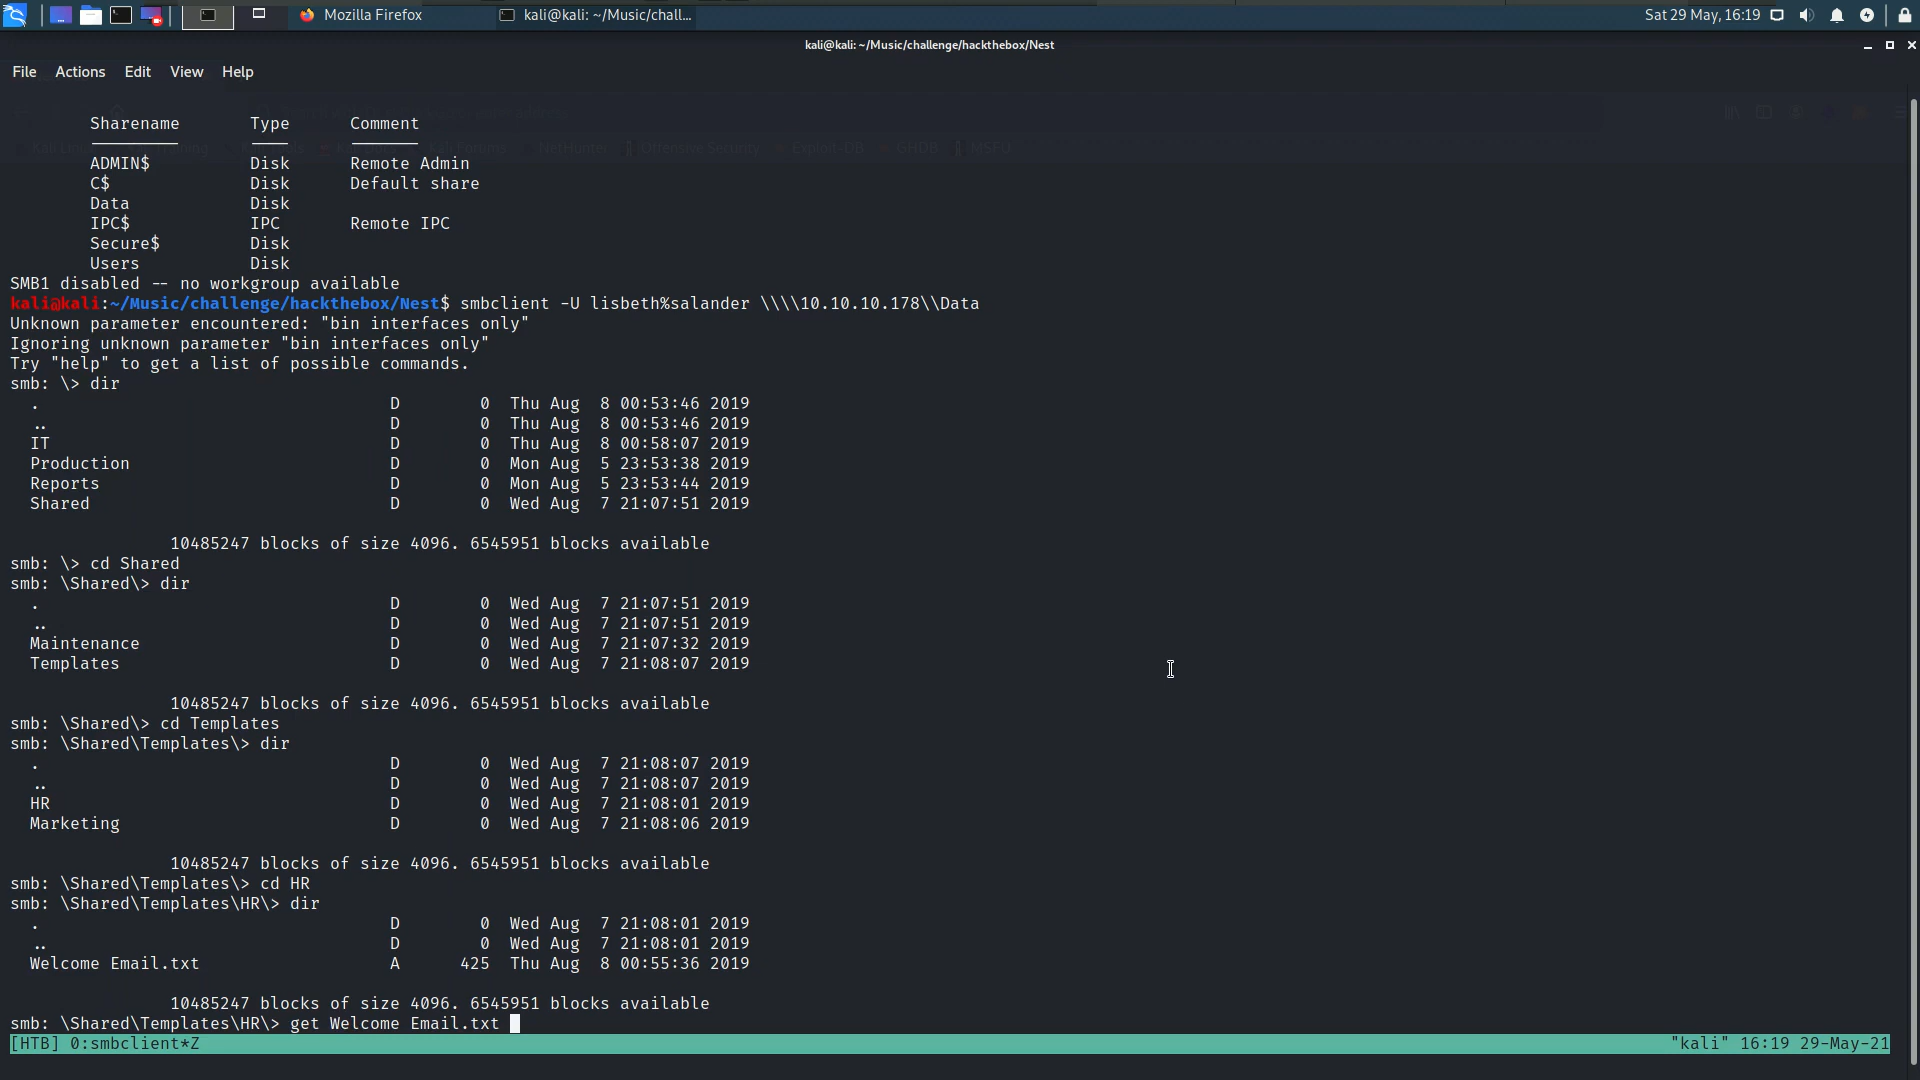 Mozilla Firefox
kali@kali: ~/Music/chall...
Sat 29 May, 16:19
kali@kali: ~/Music/challenge/hackthebox/Nest
File Actions Edit View Help
Sharename Type Comment
ADMIN$ Disk Remote Admin
C$ Disk Default share
Data Disk
IPC$ IPC Remote IPC
Secure$ Disk
Users Disk
SMB1 disabled -- no workgroup available
kali@kali:~/Music/challenge/hackthebox/Nest$ smbclient -U lisbeth%salander \\\\10.10.10.178\\Data
Unknown parameter encountered: "bin interfaces only"
Ignoring unknown parameter "bin interfaces only"
Try "help" to get a list of possible commands.
smb: \> dir
. D 0 Thu Aug 8 00:53:46 2019
.. D 0 Thu Aug 8 00:53:46 2019
IT D 0 Thu Aug 8 00:58:07 2019
Production D 0 Mon Aug 5 23:53:38 2019
Reports D 0 Mon Aug 5 23:53:44 2019
Shared D 0 Wed Aug 7 21:07:51 2019
10485247 blocks of size 4096. 6545951 blocks available
smb: \> cd Shared
smb: \Shared\> dir
. D 0 Wed Aug 7 21:07:51 2019
.. D 0 Wed Aug 7 21:07:51 2019
Maintenance D 0 Wed Aug 7 21:07:32 2019
Templates D 0 Wed Aug 7 21:08:07 2019
10485247 blocks of size 4096. 6545951 blocks available
smb: \Shared\> cd Templates
smb: \Shared\Templates\> dir
. D 0 Wed Aug 7 21:08:07 2019
.. D 0 Wed Aug 7 21:08:07 2019
HR D 0 Wed Aug 7 21:08:01 2019
Marketing D 0 Wed Aug 7 21:08:06 2019
10485247 blocks of size 4096. 6545951 blocks available
smb: \Shared\Templates\> cd HR
smb: \Shared\Templates\HR\> dir
. D 0 Wed Aug 7 21:08:01 2019
.. D 0 Wed Aug 7 21:08:01 2019
Welcome Email.txt A 425 Thu Aug 8 00:55:36 2019
10485247 blocks of size 4096. 6545951 blocks available
smb: \Shared\Templates\HR\> get Welcome Email.txt
[HTB] 0:smbclient*Z "kali" 16:19 29-May-21